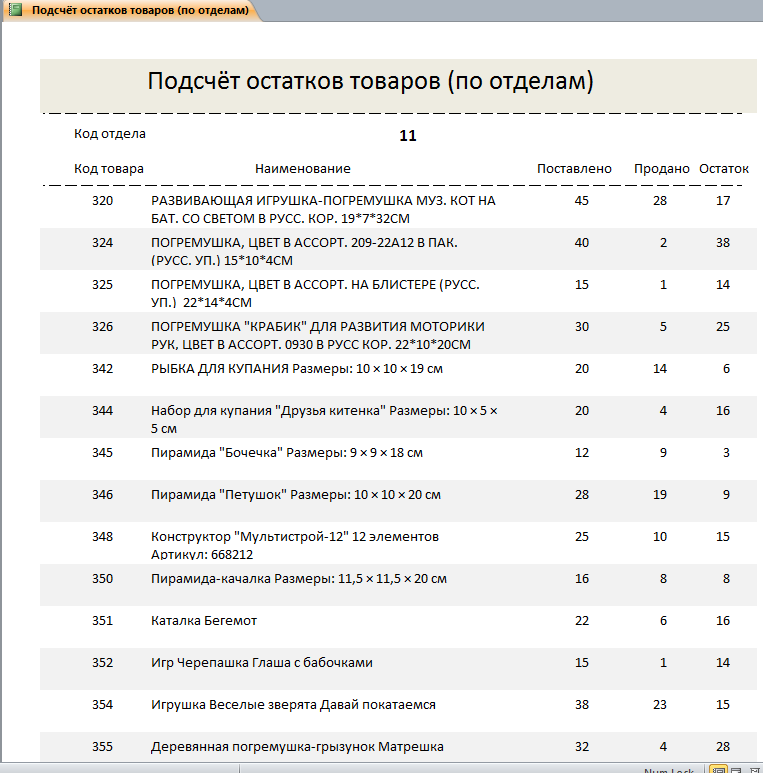 Подсчёт остатков товаров (по отделам)
Подсчёт остатков товаров (по отделам)
Код отдела 11
Код товара Наименование Поставлено Продано Остаток
320 РАЗВИВАЮЩАЯ ИГРУШКА-ПОГРЕМУШКА МУЗ. КОТ НА 45 28 17
БАТ. СО СВЕТОМ В РУСС. КОР. 19*7*32СМ
324 ПОГРЕМУШКА, ЦВЕТ В АССОРТ. 209-22А12 В ПАК. 40 2 38
(РУСС. УП.) 15*10*4СМ
325 ПОГРЕМУШКА, ЦВЕТ В АССОРТ. НА БЛИСТЕРЕ (РУСС. 15 1 14
УП.) 22*14*4СМ
326 ПОГРЕМУШКА "КРАБИК" ДЛЯ РАЗВИТИЯ МОТОРИКИ 30 5 25
РУК, ЦВЕТ В АССОРТ. 0930 В РУСС КОР. 22*10*20СМ
342 РЫБКА ДЛЯ КУПАНИЯ Размеры: 10 × 10 × 19 см 20 14 6
344 Набор для купания "Друзья китенка" Размеры: 10 × 5 × 20 4 16
5 см
345 Пирамида "Бочечка" Размеры: 9 × 9 × 18 см 12 9 3
346 Пирамида "Петушок" Размеры: 10 × 10 × 20 см 28 19 9
348 Конструктор "Мультистрой-12" 12 элементов 25 10 15
Артикул: 668212
350 Пирамида-качалка Размеры: 11,5 × 11,5 × 20 см 16 8 8
351 Каталка Бегемот 22 6 16
352 Игр Черепашка Глаша с бабочками 15 1 14
354 Игрушка Веселые зверята Давай покатаемся 38 23 15
355 Деревянная погремушка-грызунок Матрешка 32 4 28
Num Lock